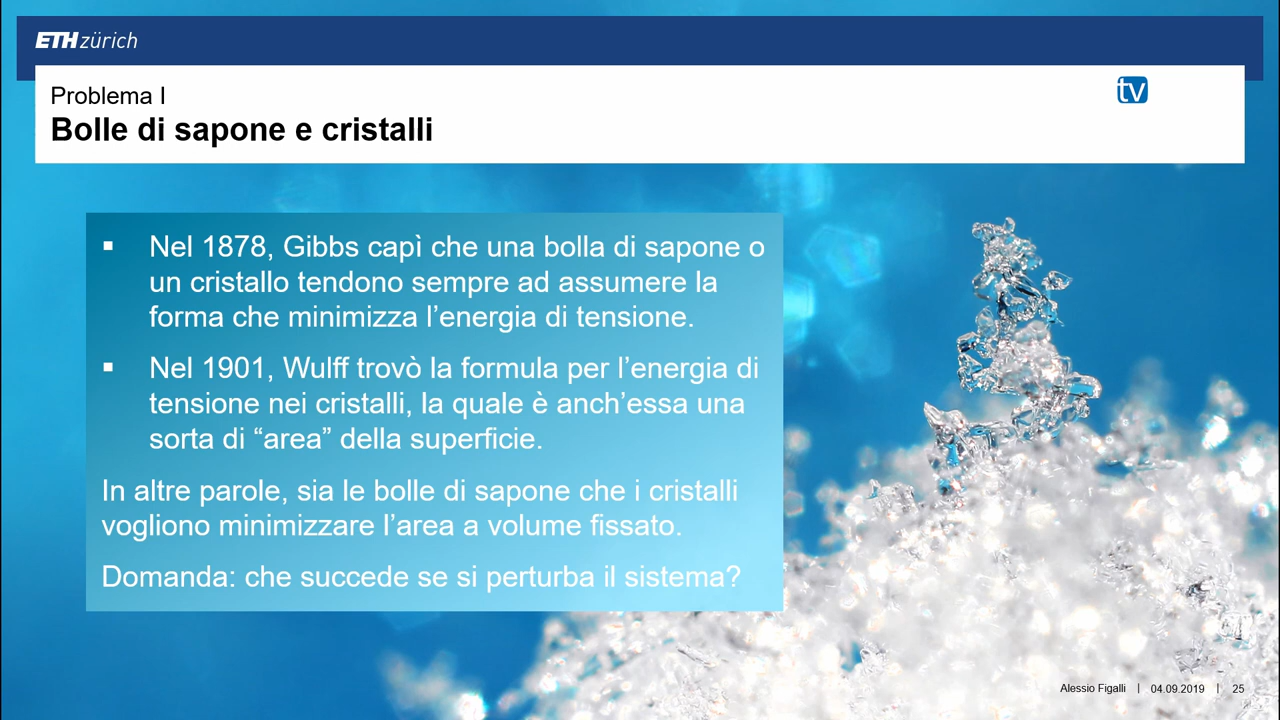 ETH zürich
Problema I
tv
Bolle di sapone e cristalli
▪ Nel 1878, Gibbs capì che una bolla di sapone o
un cristallo tendono sempre ad assumere la
forma che minimizza l’energia di tensione.
▪ Nel 1901, Wulff trovò la formula per l’energia di
tensione nei cristalli, la quale è anch’essa una
sorta di “area” della superficie.
In altre parole, sia le bolle di sapone che i cristalli
vogliono minimizzare l’area a volume fissato.
Domanda: che succede se si perturba il sistema?
Alessio Figalli | 04.09.2019 | 25